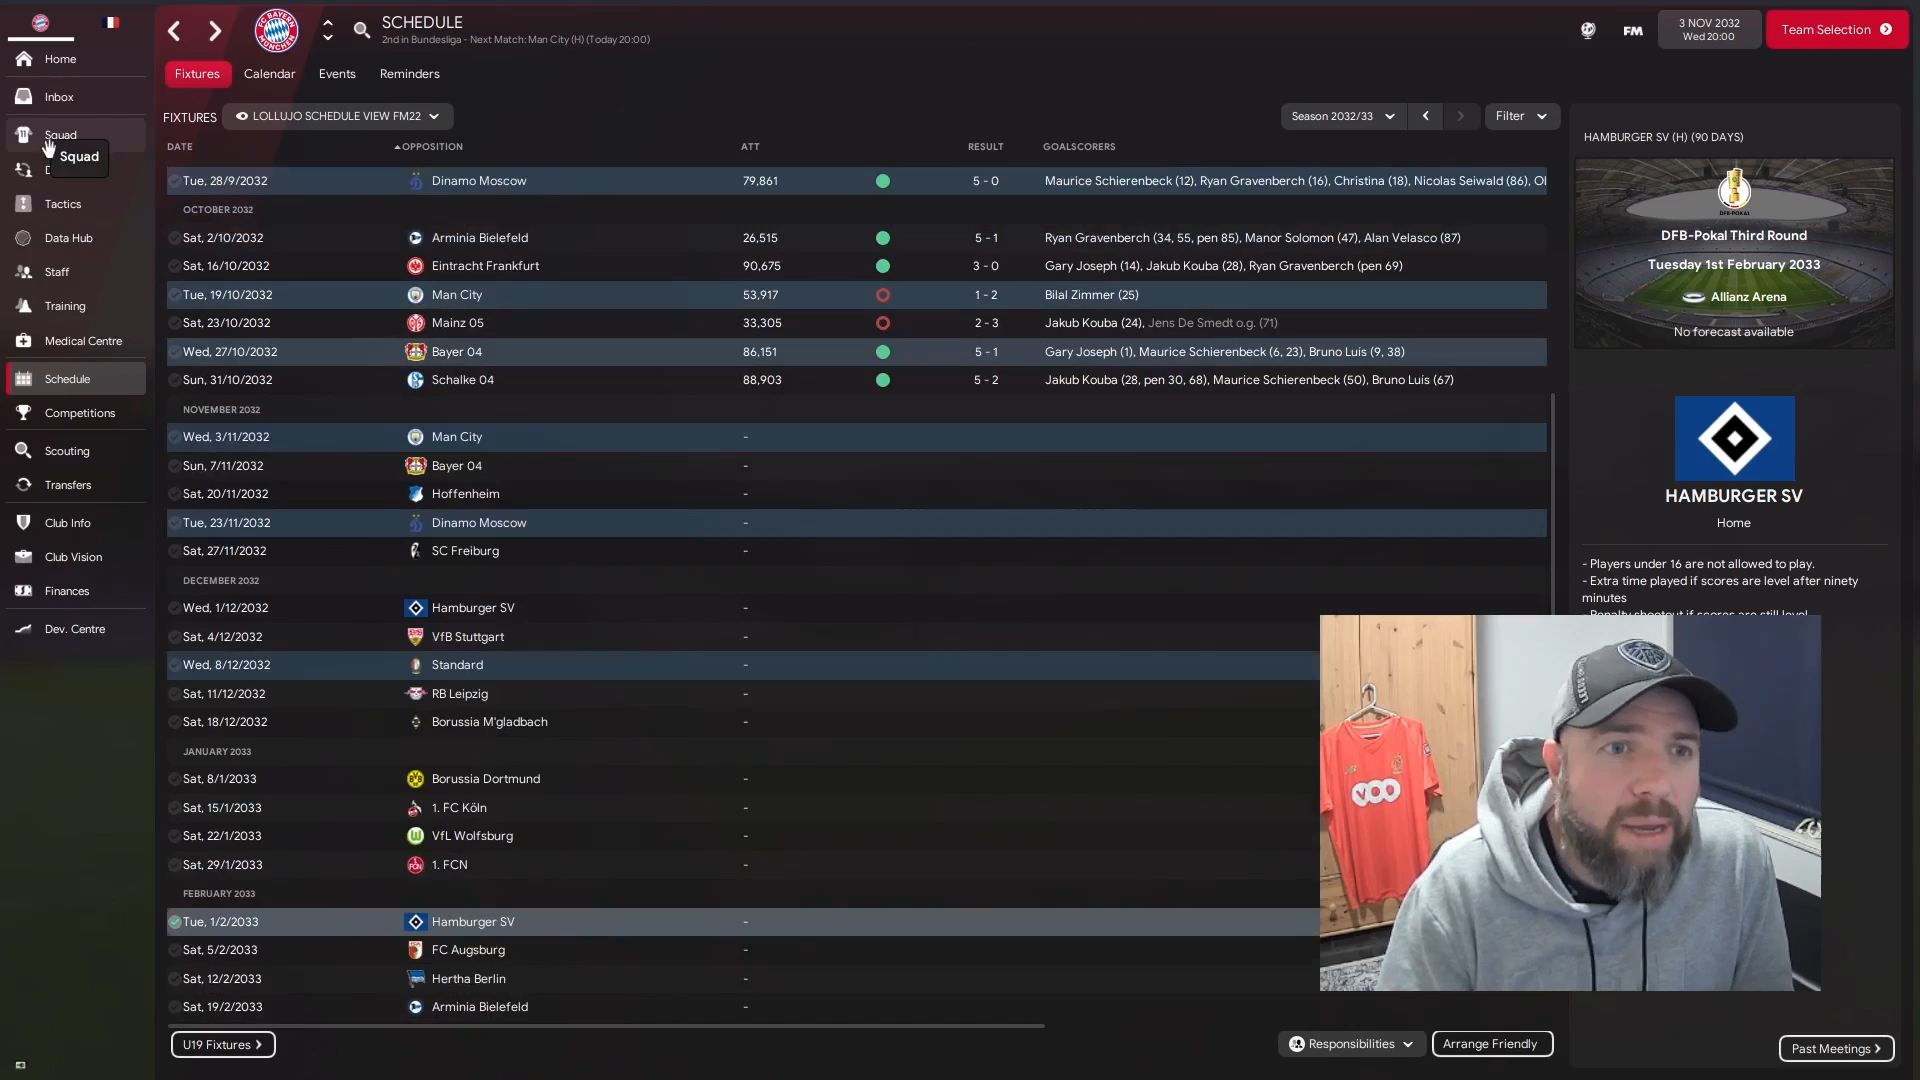 SCHEDULE
2nd in Bundesliga - Next Match: Man City (H) (Today 20:00)
FM
3 NOV 2032
Wed 20:00
Team Selection
Home
Inbox
Squad
Squad
Tactics
Data Hub
Staff
Training
Medical Centre
Schedule
Competitions
Scouting
Transfers
Club Info
Club Vision
Finances
Dev. Centre
Fixtures Calendar Events Reminders
FIXTURES LOLLUJO SCHEDULE VIEW FM22 Season 2032/33 Filter
DATE OPPOSITION ATT RESULT GOALSCORERS
Tue, 28/9/2032 Dinamo Moscow 79,861 5 - 0 Maurice Schierenbeck (12), Ryan Gravenberch (16), Christina (18), Nicolas Seiwald (86), Ol
OCTOBER 2032
Sat, 2/10/2032 Arminia Bielefeld 26,515 5 - 1 Ryan Gravenberch (34, 55, pen 85), Manor Solomon (47), Alan Velasco (87)
Sat, 16/10/2032 Eintracht Frankfurt 90,675 3 - 0 Gary Joseph (14), Jakub Kouba (28), Ryan Gravenberch (pen 69)
Tue, 19/10/2032 Man City 53,917 1 - 2 Bilal Zimmer (25)
Sat, 23/10/2032 Mainz 05 33,305 2 - 3 Jakub Kouba (24), Jens De Smedt o.g. (71)
Wed, 27/10/2032 Bayer 04 86,151 5 - 1 Gary Joseph (1), Maurice Schierenbeck (6, 23), Bruno Luís (9, 38)
Sun, 31/10/2032 Schalke 04 88,903 5 - 2 Jakub Kouba (28, pen 30, 68), Maurice Schierenbeck (50), Bruno Luís (67)
NOVEMBER 2032
Wed, 3/11/2032 Man City -
Sun, 7/11/2032 Bayer 04 -
Sat, 20/11/2032 Hoffenheim -
Tue, 23/11/2032 Dinamo Moscow -
Sat, 27/11/2032 SC Freiburg -
DECEMBER 2032
Wed, 1/12/2032 Hamburger SV -
Sat, 4/12/2032 VfB Stuttgart -
Wed, 8/12/2032 Standard -
Sat, 11/12/2032 RB Leipzig -
Sat, 18/12/2032 Borussia M'gladbach -
JANUARY 2033
Sat, 8/1/2033 Borussia Dortmund -
Sat, 15/1/2033 1. FC Köln -
Sat, 22/1/2033 VfL Wolfsburg -
Sat, 29/1/2033 1. FCN -
FEBRUARY 2033
Tue, 1/2/2033 Hamburger SV -
Sat, 5/2/2033 FC Augsburg -
Sat, 12/2/2033 Hertha Berlin -
Sat, 19/2/2033 Arminia Bielefeld -
U19 Fixtures
Responsibilities
Arrange Friendly
HAMBURGER SV (H) (90 DAYS)
DFB-POKAL
DFB-Pokal Third Round
Tuesday 1st February 2033
Allianz Arena
No forecast available
HAMBURGER SV
Home
- Players under 16 are not allowed to play.
- Extra time played if scores are level after ninety
minutes
- Penalty shootout if scores are still level
VOO
Past Meetings